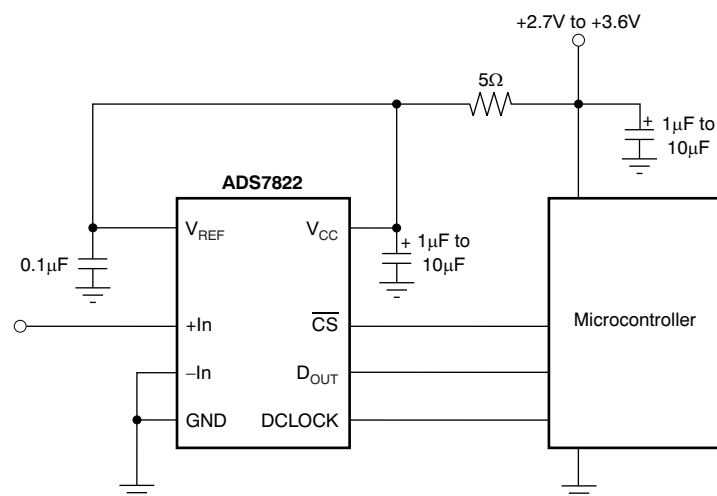 +2.7V to +3.6V
5Ω
+ 1μF to
10μF
ADS7822
VREF
VCC
0.1μF
+ 1μF to
10μF
+In
CS
Microcontroller
–In
DOUT
GND
DCLOCK